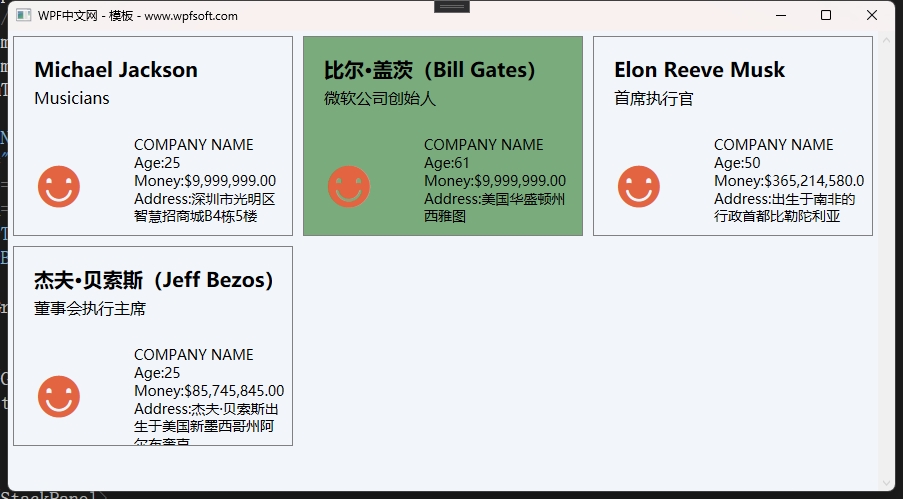 WPF中文网 - 模板 - www.wpfsoft.com
Michael Jackson
Musicians
COMPANY NAME
Age:25
Money:$9,999,999.00
Address:深圳市光明区
智慧招商城B4栋5楼
比尔·盖茨（Bill Gates）
微软公司创始人
COMPANY NAME
Age:61
Money:$9,999,999.00
Address:美国华盛顿州
西雅图
Elon Reeve Musk
首席执行官
COMPANY NAME
Age:50
Money:$365,214,580.0
Address:出生于南非的
行政首都比勒陀利亚
杰夫·贝索斯（Jeff Bezos）
董事会执行主席
COMPANY NAME
Age:25
Money:$85,745,845.00
Address:杰夫·贝索斯出
生于美国新墨西哥州阿
尔布奎克
StackPanel>